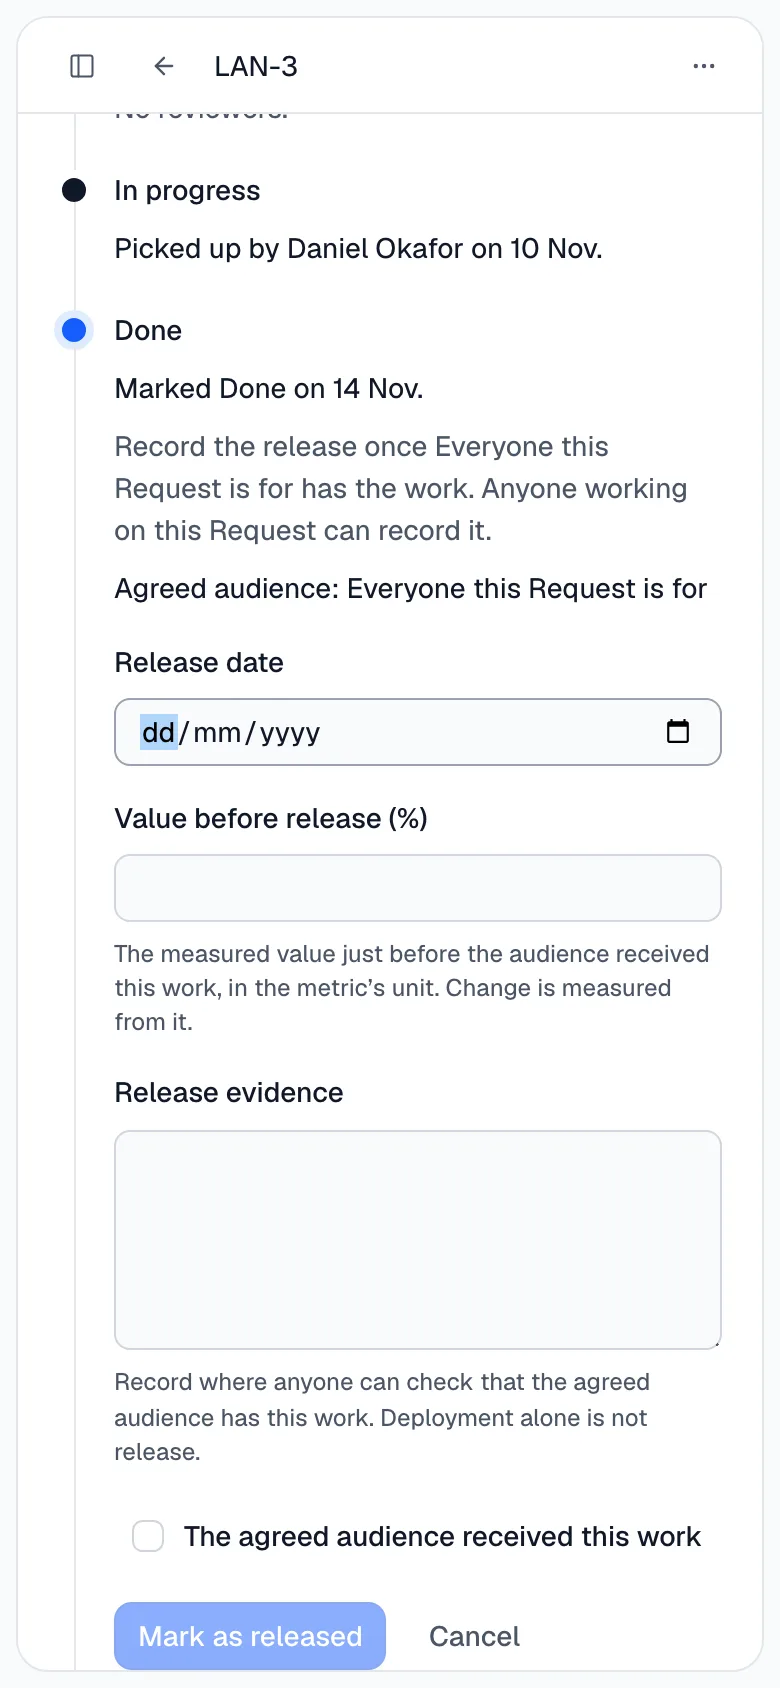 LAN-3
No reviewers.
In progress
Picked up by Daniel Okafor on 10 Nov.
Done
Marked Done on 14 Nov.
Record the release once Everyone this
Request is for has the work. Anyone working
on this Request can record it.
Agreed audience: Everyone this Request is for
Release date
dd/mm/yyyy
Value before release (%)
The measured value just before the audience received
this work, in the metric’s unit. Change is measured
from it.
Release evidence
Record where anyone can check that the agreed
audience has this work. Deployment alone is not
release.
The agreed audience received this work
Mark as released
Cancel